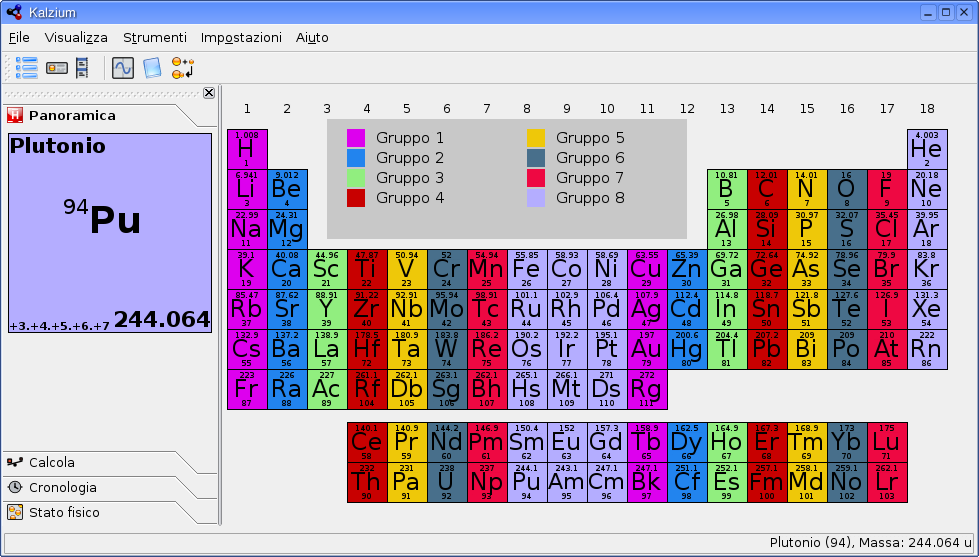 Kalzium
File Visualizza Strumenti Impostazioni Aiuto
Panoramica
Plutonio
94Pu
+3.+4.+5.+6.+7 244.064
Calcola
Cronologia
Stato fisico
1 2 3 4 5 6 7 8 9 10 11 12 13 14 15 16 17 18
Gruppo 1 Gruppo 5
Gruppo 2 Gruppo 6
Gruppo 3 Gruppo 7
Gruppo 4 Gruppo 8
1.008 4.003
H He
1 2
6.941 9.012 10.81 12.01 14.01 16 19 20.18
Li Be B C N O F Ne
3 4 5 6 7 8 9 10
22.99 24.31 26.98 28.09 30.97 32.07 35.45 39.95
Na Mg Al Si P S Cl Ar
11 12 13 14 15 16 17 18
39.1 40.08 44.96 47.87 50.94 52 54.94 55.85 58.93 58.69 63.55 65.39 69.72 72.64 74.92 78.96 79.9 83.8
K Ca Sc Ti V Cr Mn Fe Co Ni Cu Zn Ga Ge As Se Br Kr
19 20 21 22 23 24 25 26 27 28 29 30 31 32 33 34 35 36
85.47 87.62 88.91 91.22 92.91 95.94 98.91 101.1 102.9 106.4 107.9 112.4 114.8 118.7 121.8 127.6 126.9 131.3
Rb Sr Y Zr Nb Mo Tc Ru Rh Pd Ag Cd In Sn Sb Te I Xe
37 38 39 40 41 42 43 44 45 46 47 48 49 50 51 52 53 54
132.9 137.2 138.9 178.5 180.9 183.8 186.2 190.2 192.2 195.1 197 200.6 204.4 207.2 209 209 210 222
Cs Ba La Hf Ta W Re Os Ir Pt Au Hg Tl Pb Bi Po At Rn
55 56 57 72 73 74 75 76 77 78 79 80 81 82 83 84 85 86
223 226 227 261.1 262.1 263.1 262.1 265.1 266.1 271 272
Fr Ra Ac Rf Db Sg Bh Hs Mt Ds Rg
87 88 89 104 105 106 107 108 109 110 111
140.1 140.9 144.2 146.9 150.4 152 157.3 158.9 162.5 164.9 167.3 168.9 173 175
Ce Pr Nd Pm Sm Eu Gd Tb Dy Ho Er Tm Yb Lu
58 59 60 61 62 63 64 65 66 67 68 69 70 71
232 231 238 237 244.1 243.1 247.1 247.1 251.1 252.1 257.1 258.1 259.1 262.1
Th Pa U Np Pu Am Cm Bk Cf Es Fm Md No Lr
90 91 92 93 94 95 96 97 98 99 100 101 102 103
Plutonio (94), Massa: 244.064 u